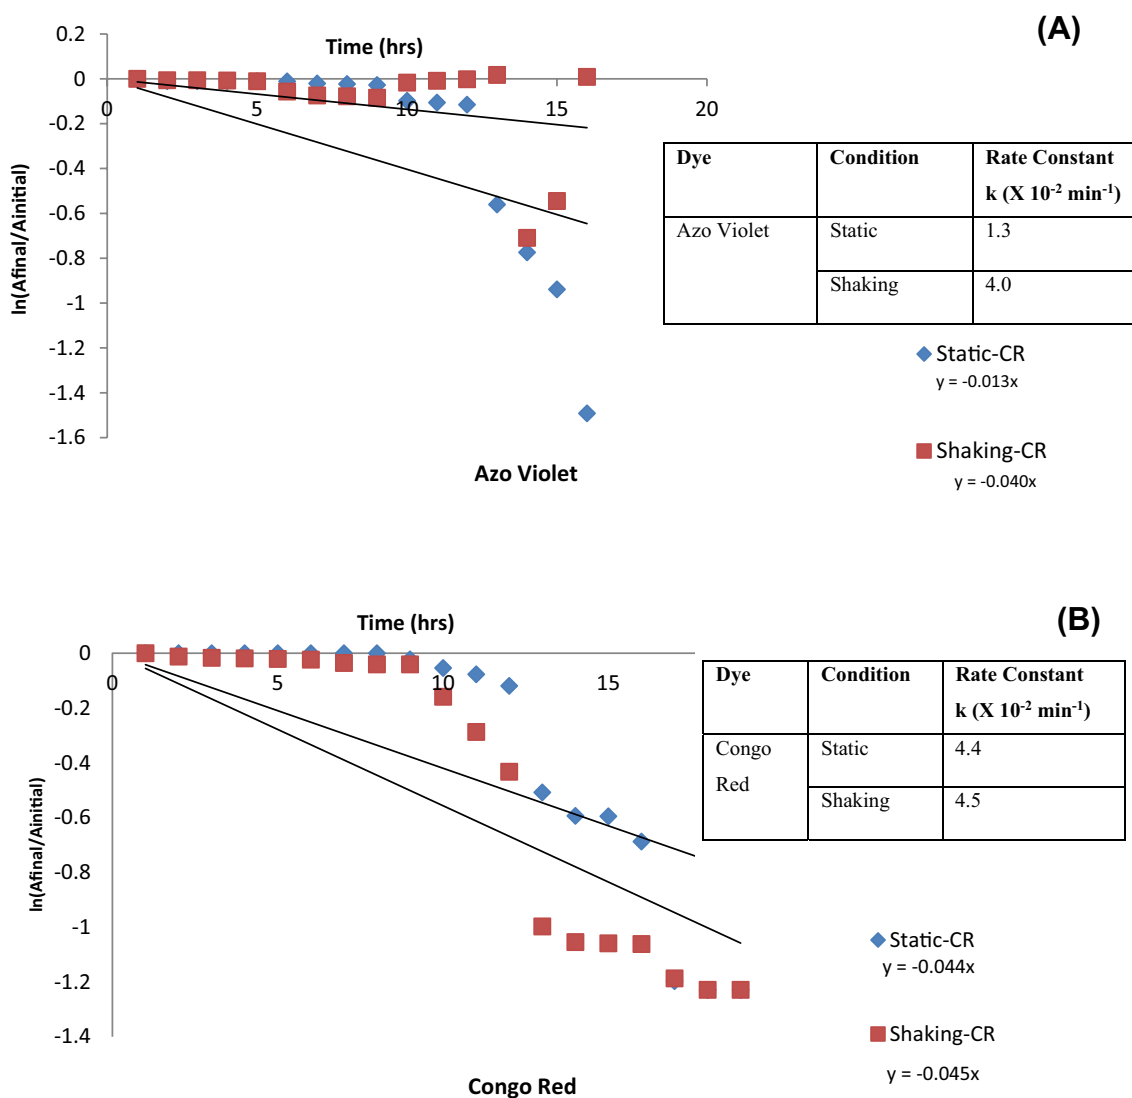 (A)
Time (hrs)
0.2
0
-0.2
-0.4
-0.6
-0.8
-1
-1.2
-1.4
-1.6
0 5 10 15 20
ln(Afinal/Ainitial)
Dye Condition Rate Constant
k (X 10⁻² min⁻¹)
Azo Violet Static 1.3
Shaking 4.0
Static-CR
y = -0.013x
Shaking-CR
y = -0.040x
Azo Violet
(B)
Time (hrs)
0
-0.2
-0.4
-0.6
-0.8
-1
-1.2
-1.4
0 5 10 15
ln(Afinal/Ainitial)
Dye Condition Rate Constant
k (X 10⁻² min⁻¹)
Congo Static 4.4
Red
Shaking 4.5
Static-CR
y = -0.044x
Shaking-CR
y = -0.045x
Congo Red